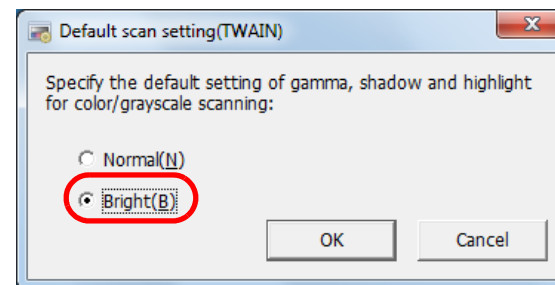 Default scan setting(TWAIN)
Specify the default setting of gamma, shadow and highlight
for color/grayscale scanning:
Normal(N)
Bright(B)
OK Cancel